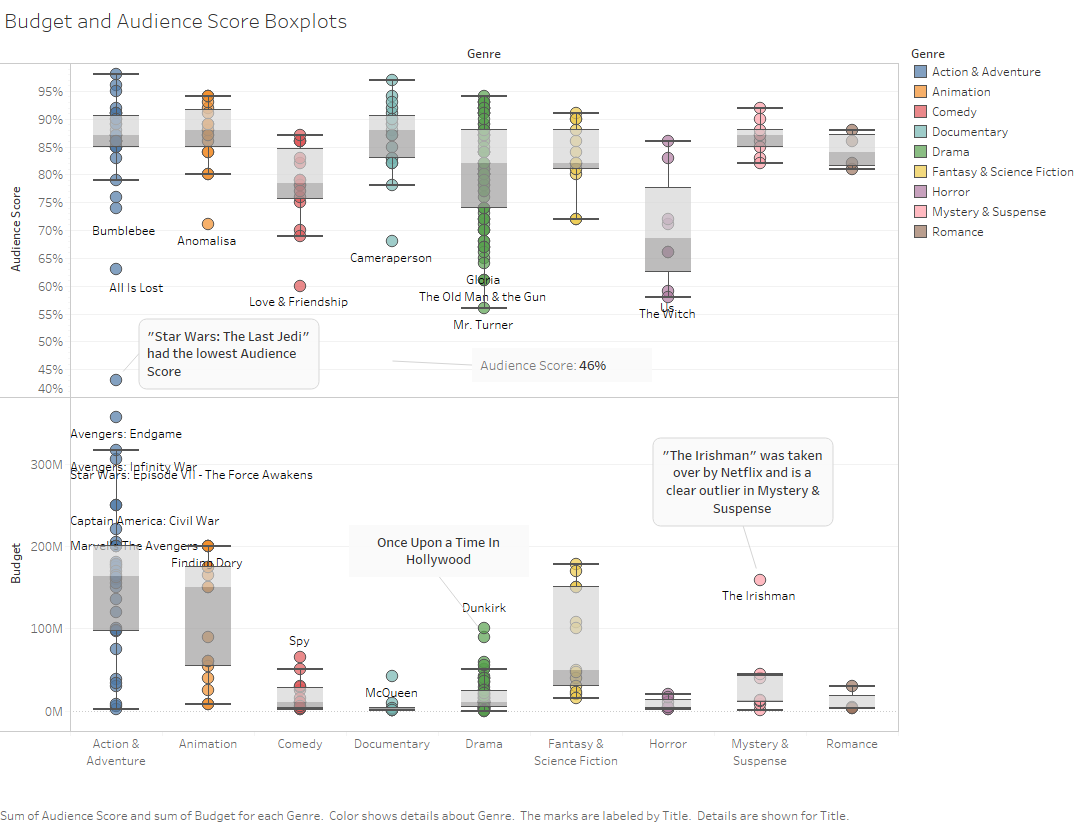 Budget and Audience Score Boxplots
Genre
Genre
Action & Adventure
Animation
Comedy
Documentary
Drama
Fantasy & Science Fiction
Horror
Mystery & Suspense
Romance
Audience Score
95%
90%
85%
80%
75%
70%
65%
60%
55%
50%
45%
40%
Bumblebee
Anomalisa
Cameraperson
All Is Lost
Love & Friendship
Gloria
The Old Man & the Gun
Mr. Turner
Us
The Witch
"Star Wars: The Last Jedi"
had the lowest Audience
Score
Audience Score: 46%
Budget
300M
200M
100M
0M
Avengers: Endgame
Avengers: Infinity War
Star Wars: Episode VII - The Force Awakens
Captain America: Civil War
Marvel's The Avengers
Finding Dory
"The Irishman" was taken
over by Netflix and is a
clear outlier in Mystery &
Suspense
Once Upon a Time In
Hollywood
The Irishman
Dunkirk
Spy
McQueen
Action &
Adventure
Animation
Comedy
Documentary
Drama
Fantasy &
Science Fiction
Horror
Mystery &
Suspense
Romance
Sum of Audience Score and sum of Budget for each Genre. Color shows details about Genre. The marks are labeled by Title. Details are shown for Title.